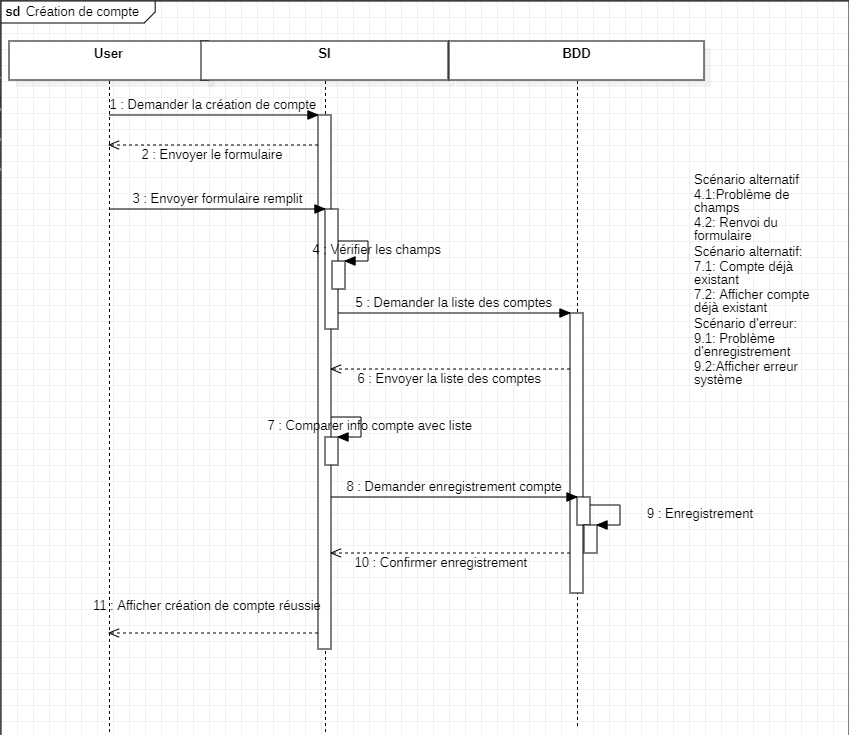 sd Création de compte
User
SI
BDD
1 : Demander la création de compte
2 : Envoyer le formulaire
3 : Envoyer formulaire remplit
4 : Vérifier les champs
5 : Demander la liste des comptes
6 : Envoyer la liste des comptes
7 : Comparer info compte avec liste
8 : Demander enregistrement compte
9 : Enregistrement
10 : Confirmer enregistrement
11 : Afficher création de compte réussie
Scénario alternatif
4.1:Problème de
champs
4.2: Renvoi du
formulaire
Scénario alternatif:
7.1: Compte déjà
existant
7.2: Afficher compte
déjà existant
Scénario d'erreur:
9.1: Problème
d'enregistrement
9.2:Afficher erreur
système